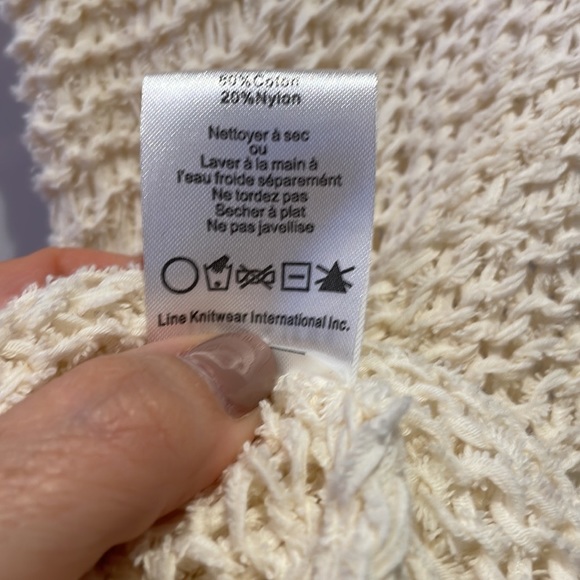 80%Coton
20%Nylon
Nettoyer à sec
ou
Laver à la main à
l'eau froide séparemént
Ne tordez pas
Secher à plat
Ne pas javellise
Line Knitwear International Inc.